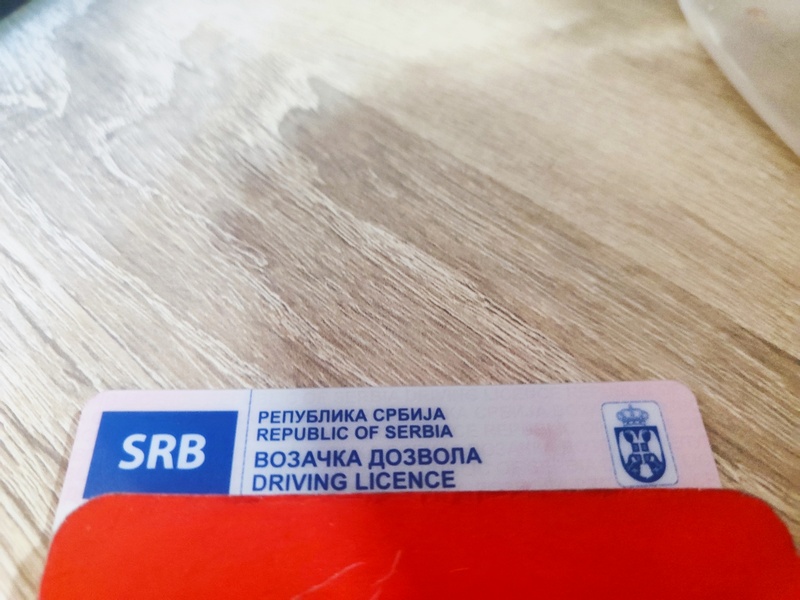 SRB
РЕПУБЛИКА СРБИЈА
REPUBLIC OF SERBIA
ВОЗАЧКА ДОЗВОЛА
DRIVING LICENCE